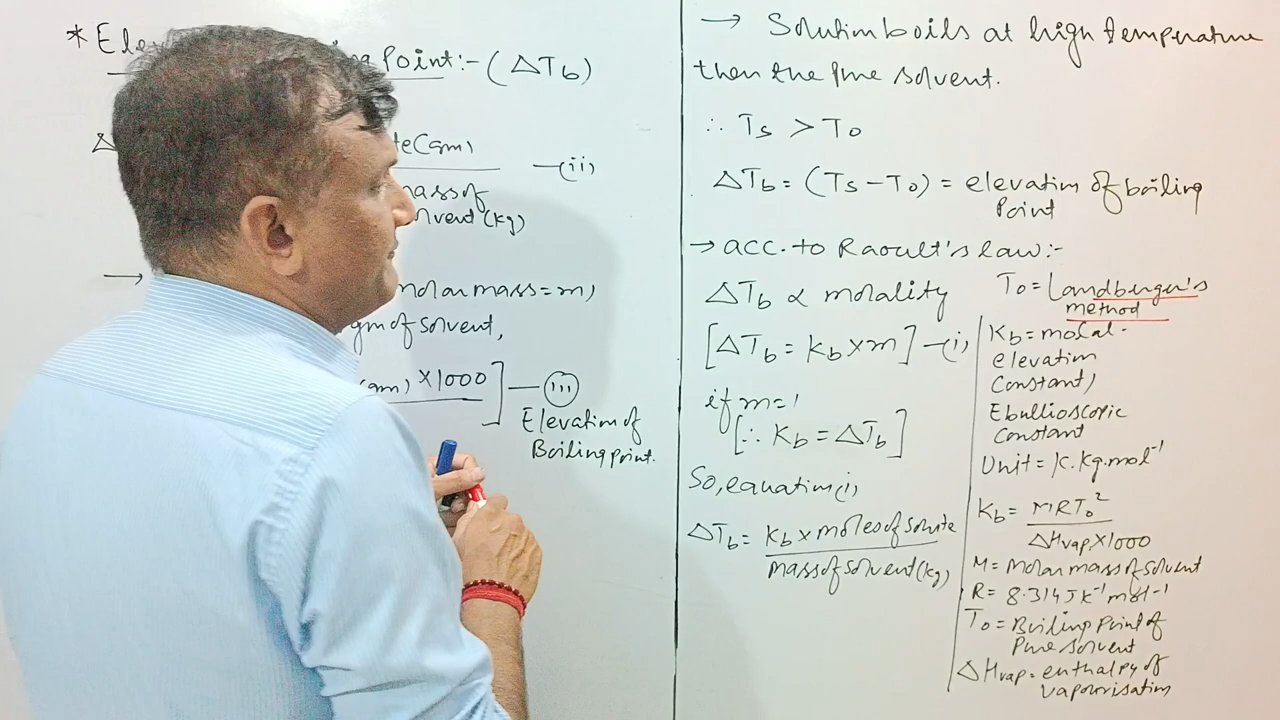 * Ele Point:- (ΔTb)
te(gm)
—(ii)
mass of
solvent (kg)
→ molar mass = m,
gm of solvent,
(gm) × 1000 ] — (iii)
Elevation of
Boiling point.
→ Solution boils at high temperature
then the Pure solvent.
∴ Ts > To
ΔTb = (Ts - To) = elevation of boiling
Point
→ acc. to Raoult's law:-
ΔTb ∝ molality
[ΔTb = Kb × m] —(i)
if m = 1
[∴ Kb = ΔTb]
So, equation (i)
ΔTb = Kb × moles of solute
mass of solvent (kg)
To = Landberger's
method
Kb = molal -
elevation
Constant,
Ebullioscopic
Constant
Unit = K.Kg.mol⁻¹
Kb = MRTo²
ΔHvap × 1000
M = molar mass of solvent
R = 8.314 J K⁻¹ mol⁻¹
To = Boiling point of
Pure solvent
ΔHvap = enthalpy of
vapourisation